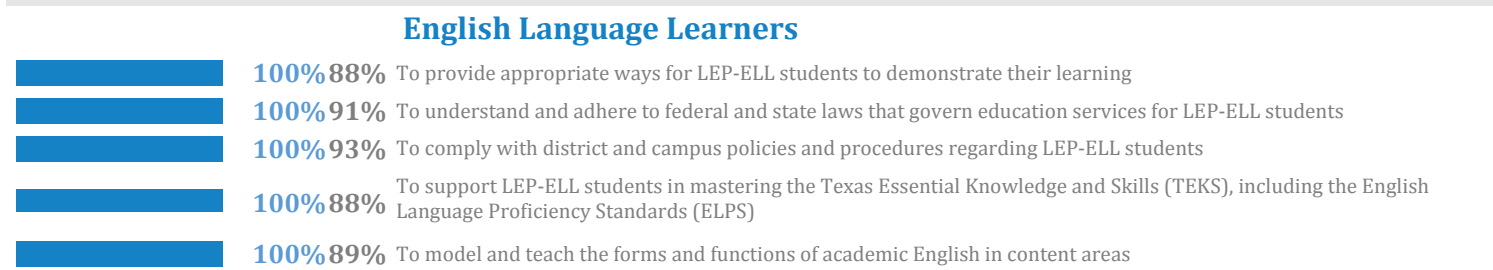 English Language Learners
100% 88% To provide appropriate ways for LEP-ELL students to demonstrate their learning
100% 91% To understand and adhere to federal and state laws that govern education services for LEP-ELL students
100% 93% To comply with district and campus policies and procedures regarding LEP-ELL students
100% 88% To support LEP-ELL students in mastering the Texas Essential Knowledge and Skills (TEKS), including the English
Language Proficiency Standards (ELPS)
100% 89% To model and teach the forms and functions of academic English in content areas